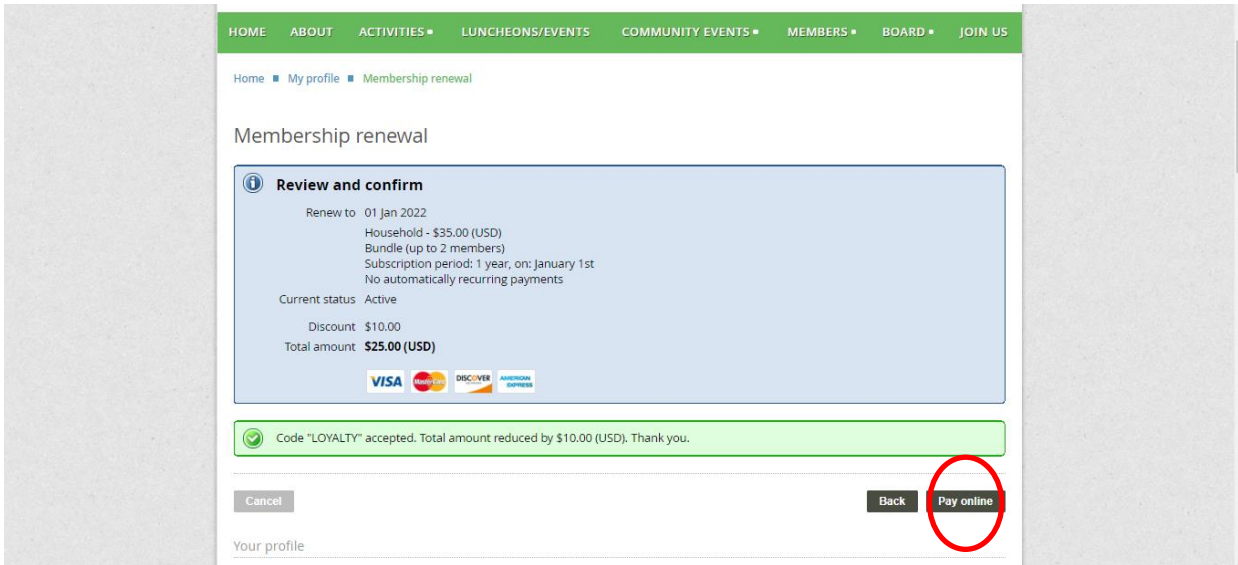 HOME ABOUT ACTIVITIES LUNCHEONS/EVENTS COMMUNITY EVENTS MEMBERS BOARD JOIN US
Home My profile Membership renewal
Membership renewal
Review and confirm
Renew to 01 Jan 2022
Household - $35.00 (USD)
Bundle (up to 2 members)
Subscription period: 1 year, on: January 1st
No automatically recurring payments
Current status Active
Discount $10.00
Total amount $25.00 (USD)
VISA MasterCard DISCOVER AMERICAN EXPRESS
Code "LOYALTY" accepted. Total amount reduced by $10.00 (USD). Thank you.
Cancel Back Pay online
Your profile